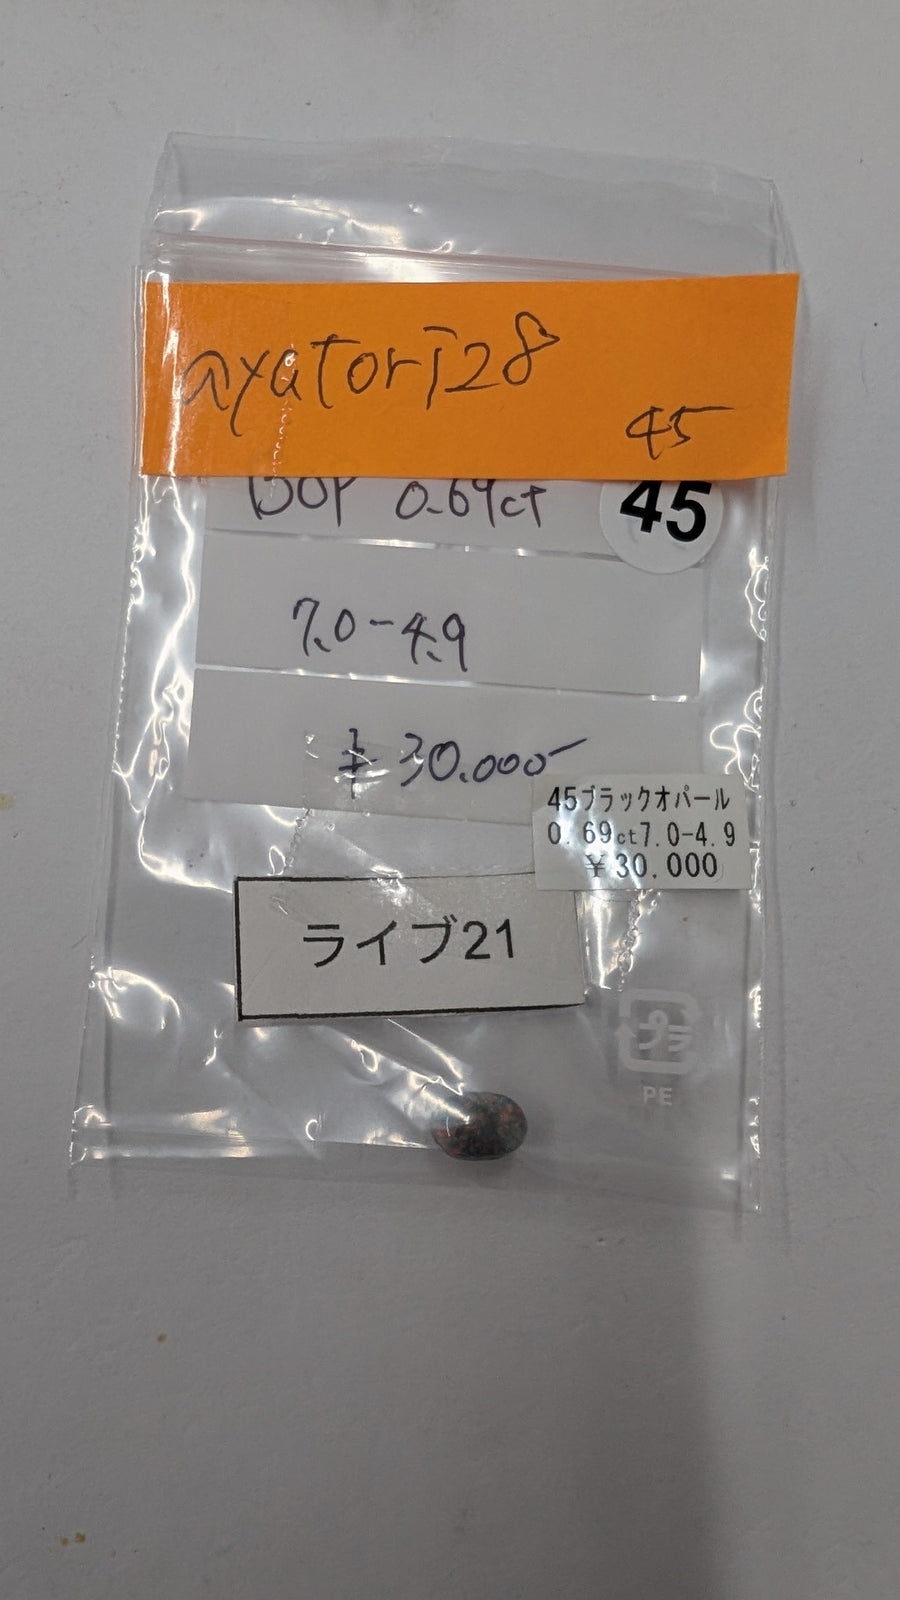 ayatori28
45
BOP 0.69ct
45
7.0-4.9
¥30.000-
45ブラックオパール
0.69ct7.0-4.9
¥30,000
ライブ21
プラ
PE